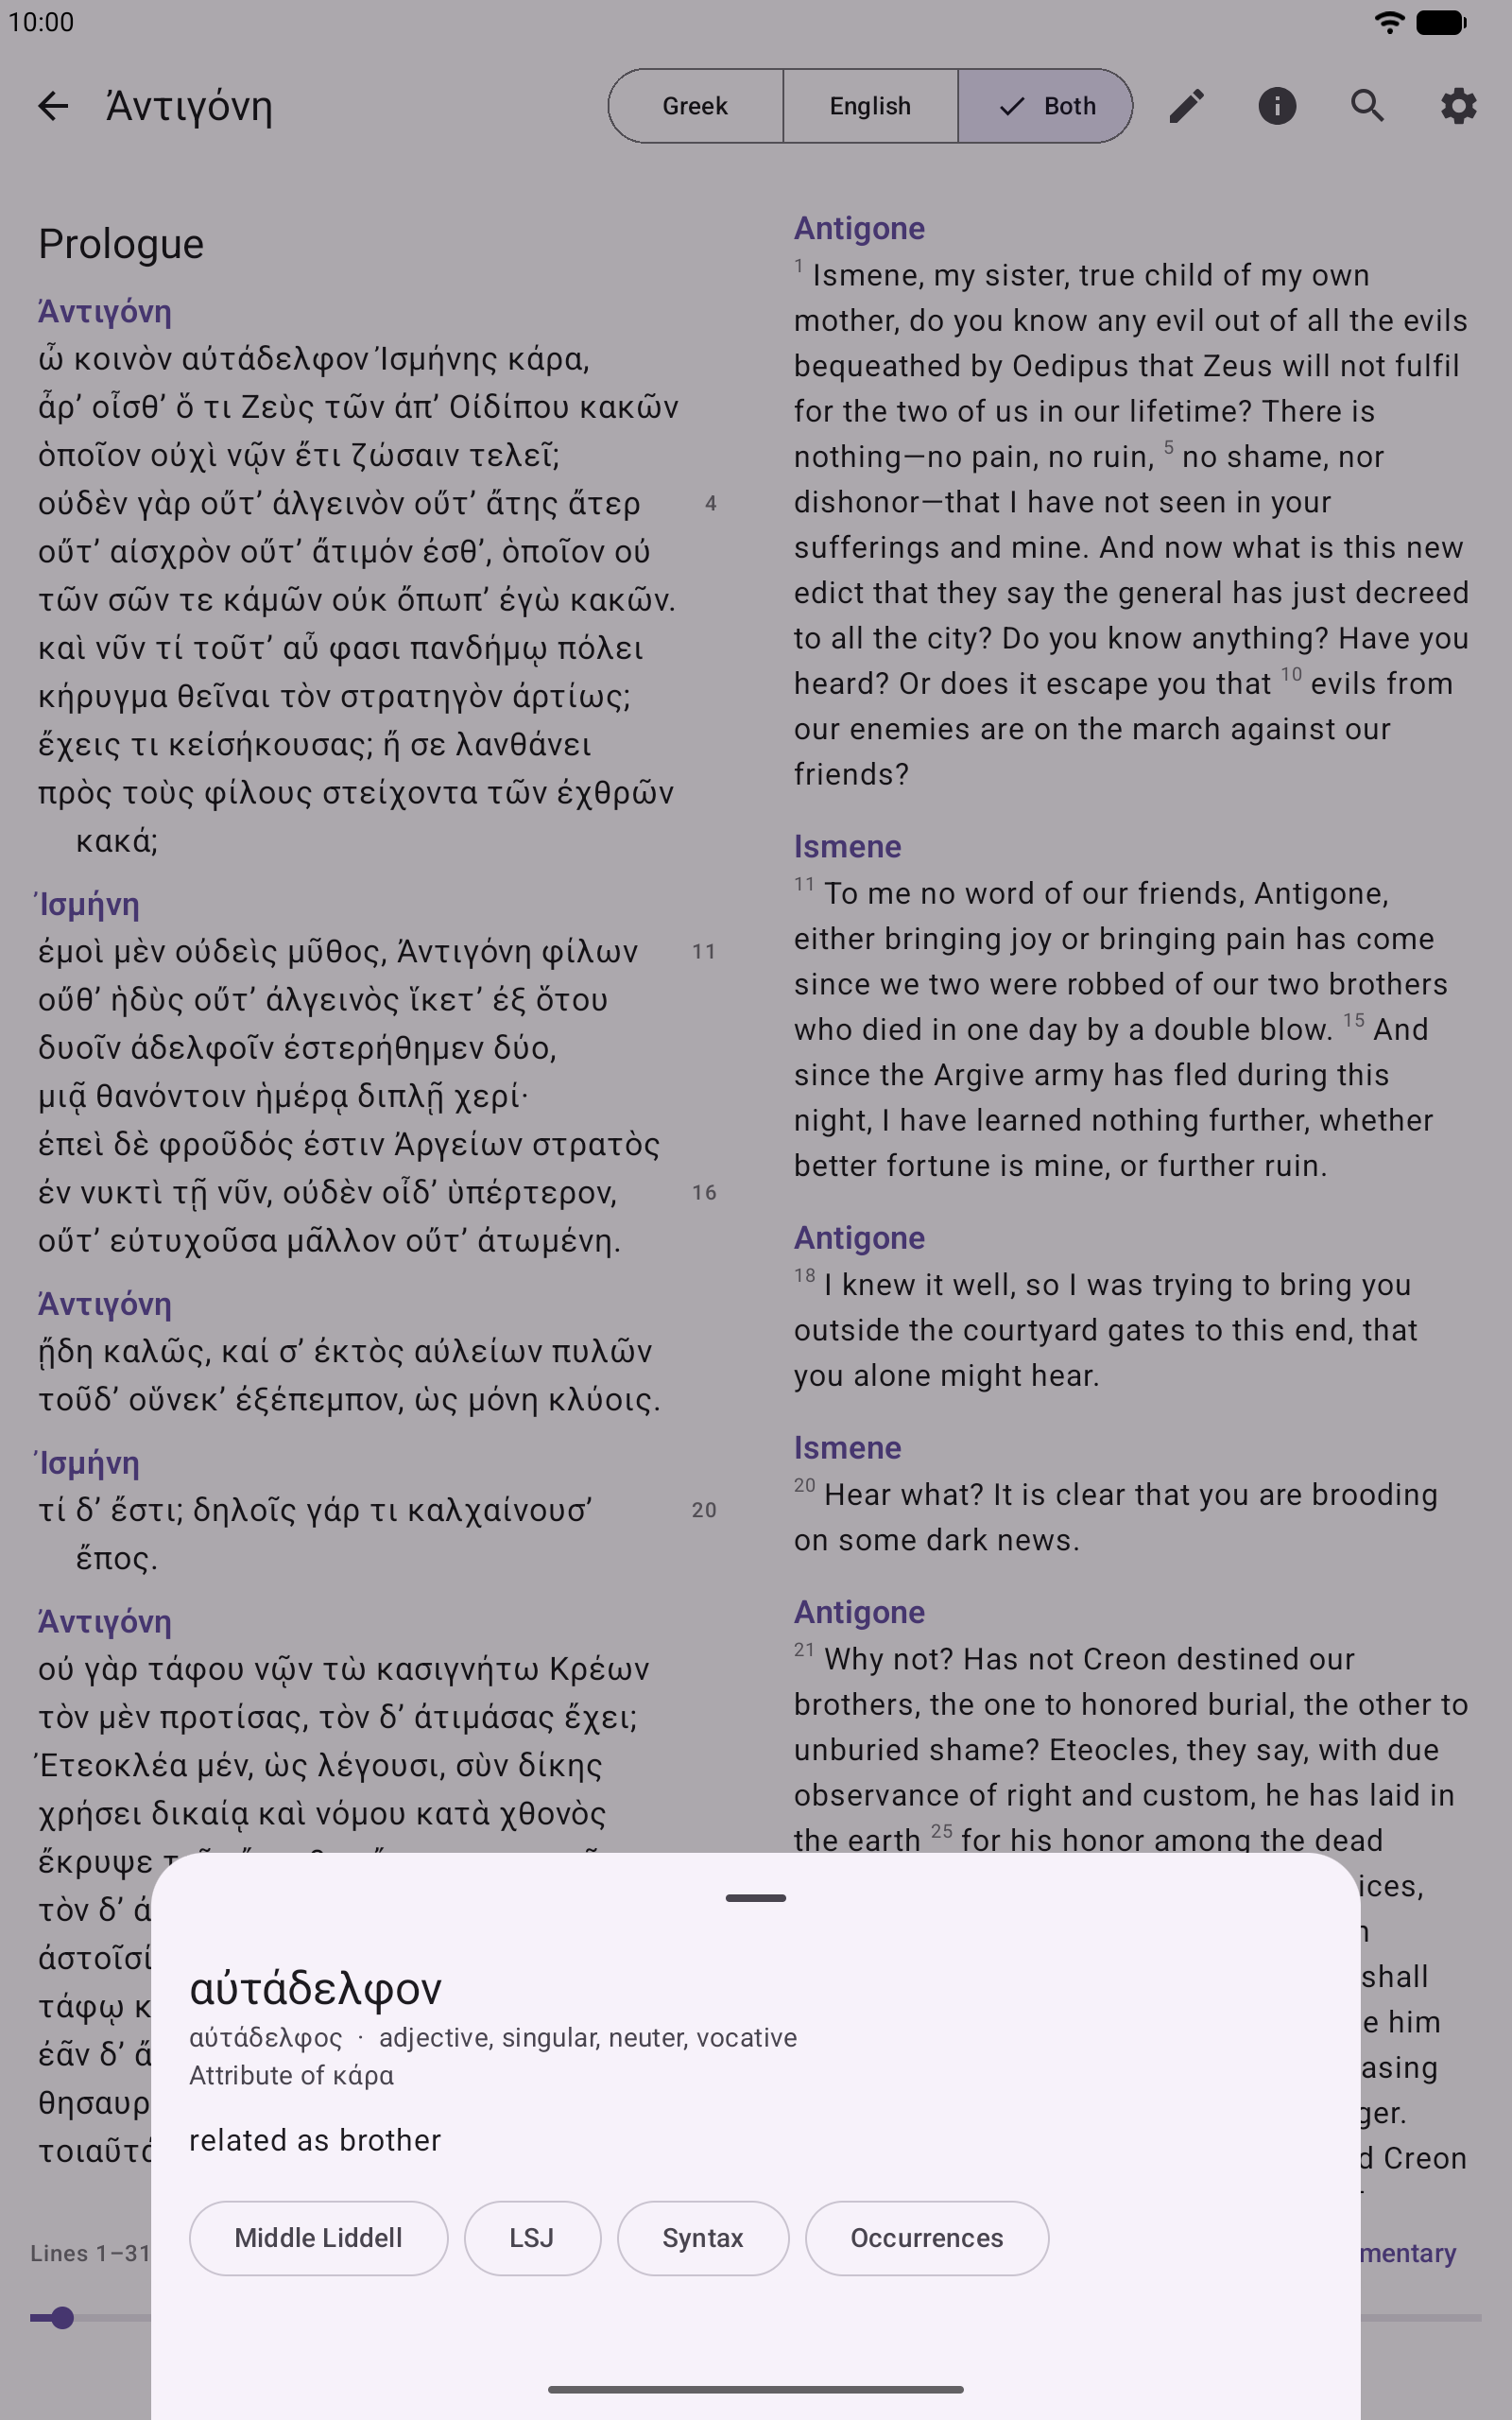 10:00
Ἀντιγόνη
Greek
English
Both
Prologue
Ἀντιγόνη
ὦ κοινὸν αὐτάδελφον Ἰσμήνης κάρα,
ἆρ’ οἶσθ’ ὅ τι Ζεὺς τῶν ἀπ’ Οἰδίπου κακῶν
ὁποῖον οὐχὶ νῷν ἔτι ζώσαιν τελεῖ;
οὐδὲν γὰρ οὔτ’ ἀλγεινὸν οὔτ’ ἄτης ἄτερ
4
οὔτ’ αἰσχρὸν οὔτ’ ἄτιμόν ἐσθ’, ὁποῖον οὐ
τῶν σῶν τε κἀμῶν οὐκ ὄπωπ’ ἐγὼ κακῶν.
καὶ νῦν τί τοῦτ’ αὖ φασι πανδήμῳ πόλει
κήρυγμα θεῖναι τὸν στρατηγὸν ἀρτίως;
ἔχεις τι κεἰσήκουσας; ἤ σε λανθάνει
πρὸς τοὺς φίλους στείχοντα τῶν ἐχθρῶν
κακά;
Ἰσμήνη
ἐμοὶ μὲν οὐδεὶς μῦθος, Ἀντιγόνη φίλων
11
οὔθ’ ἡδὺς οὔτ’ ἀλγεινὸς ἵκετ’ ἐξ ὅτου
δυοῖν ἀδελφοῖν ἐστερήθημεν δύο,
μιᾷ θανόντοιν ἡμέρᾳ διπλῇ χερί·
ἐπεὶ δὲ φροῦδός ἐστιν Ἀργείων στρατὸς
ἐν νυκτὶ τῇ νῦν, οὐδὲν οἶδ’ ὑπέρτερον,
16
οὔτ’ εὐτυχοῦσα μᾶλλον οὔτ’ ἀτωμένη.
Ἀντιγόνη
ᾔδη καλῶς, καί σ’ ἐκτὸς αὐλείων πυλῶν
τοῦδ’ οὕνεκ’ ἐξέπεμπον, ὡς μόνη κλύοις.
Ἰσμήνη
τί δ’ ἔστι; δηλοῖς γάρ τι καλχαίνουσ’
20
ἔπος.
Ἀντιγόνη
οὐ γὰρ τάφου νῷν τὼ κασιγνήτω Κρέων
τὸν μὲν προτίσας, τὸν δ’ ἀτιμάσας ἔχει;
Ἐτεοκλέα μέν, ὡς λέγουσι, σὺν δίκης
χρήσει δικαίᾳ καὶ νόμου κατὰ χθονὸς
ἔκρυψε
τὸν δ’ ἀ
ἀστοῖσί
τάφῳ κ
ἐᾶν δ’ ἄ
θησαυρ
τοιαῦτά
Lines 1–31
Antigone
1 Ismene, my sister, true child of my own
mother, do you know any evil out of all the evils
bequeathed by Oedipus that Zeus will not fulfil
for the two of us in our lifetime? There is
nothing—no pain, no ruin, 5 no shame, nor
dishonor—that I have not seen in your
sufferings and mine. And now what is this new
edict that they say the general has just decreed
to all the city? Do you know anything? Have you
heard? Or does it escape you that 10 evils from
our enemies are on the march against our
friends?
Ismene
11 To me no word of our friends, Antigone,
either bringing joy or bringing pain has come
since we two were robbed of our two brothers
who died in one day by a double blow. 15 And
since the Argive army has fled during this
night, I have learned nothing further, whether
better fortune is mine, or further ruin.
Antigone
18 I knew it well, so I was trying to bring you
outside the courtyard gates to this end, that
you alone might hear.
Ismene
20 Hear what? It is clear that you are brooding
on some dark news.
Antigone
21 Why not? Has not Creon destined our
brothers, the one to honored burial, the other to
unburied shame? Eteocles, they say, with due
observance of right and custom, he has laid in
the earth 25 for his honor among the dead
ices,
shall
e him
asing
ger.
d Creon
mentary
αὐτάδελφον
αὐτάδελφος · adjective, singular, neuter, vocative
Attribute of κάρα
related as brother
Middle Liddell
LSJ
Syntax
Occurrences